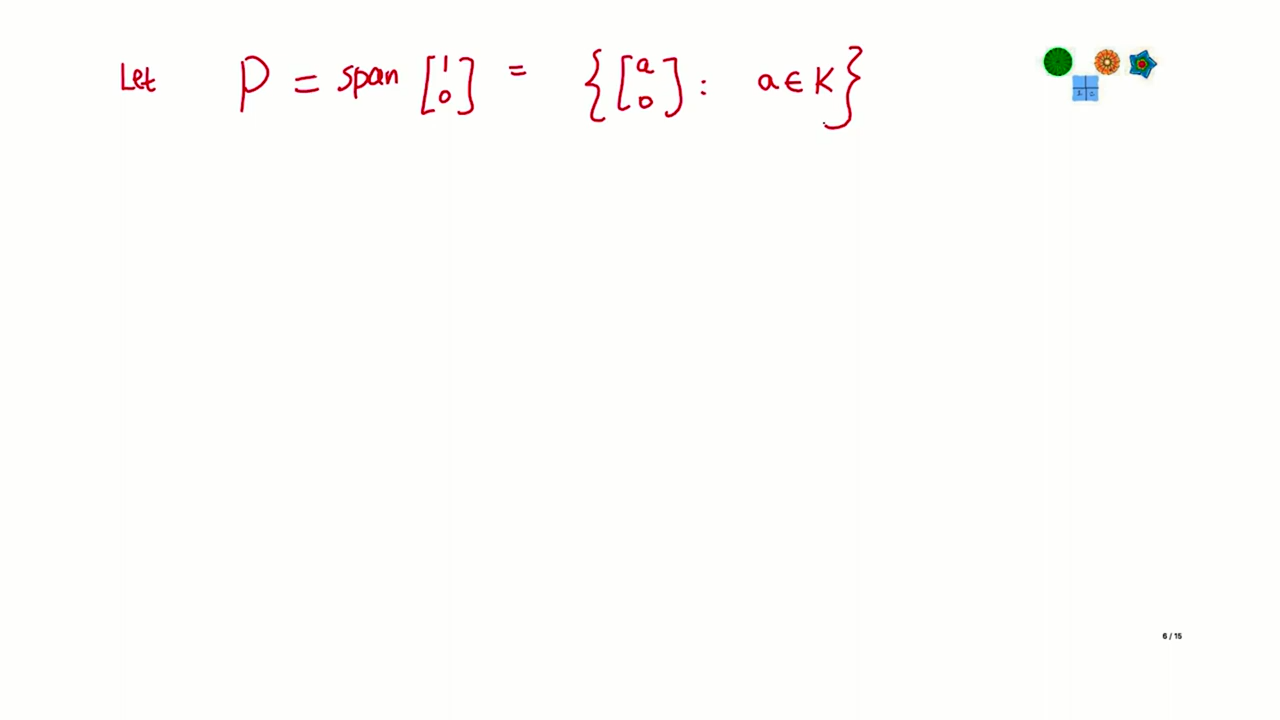 Let P = span [1 0] = { [a 0] : a ∈ K }
6 / 15